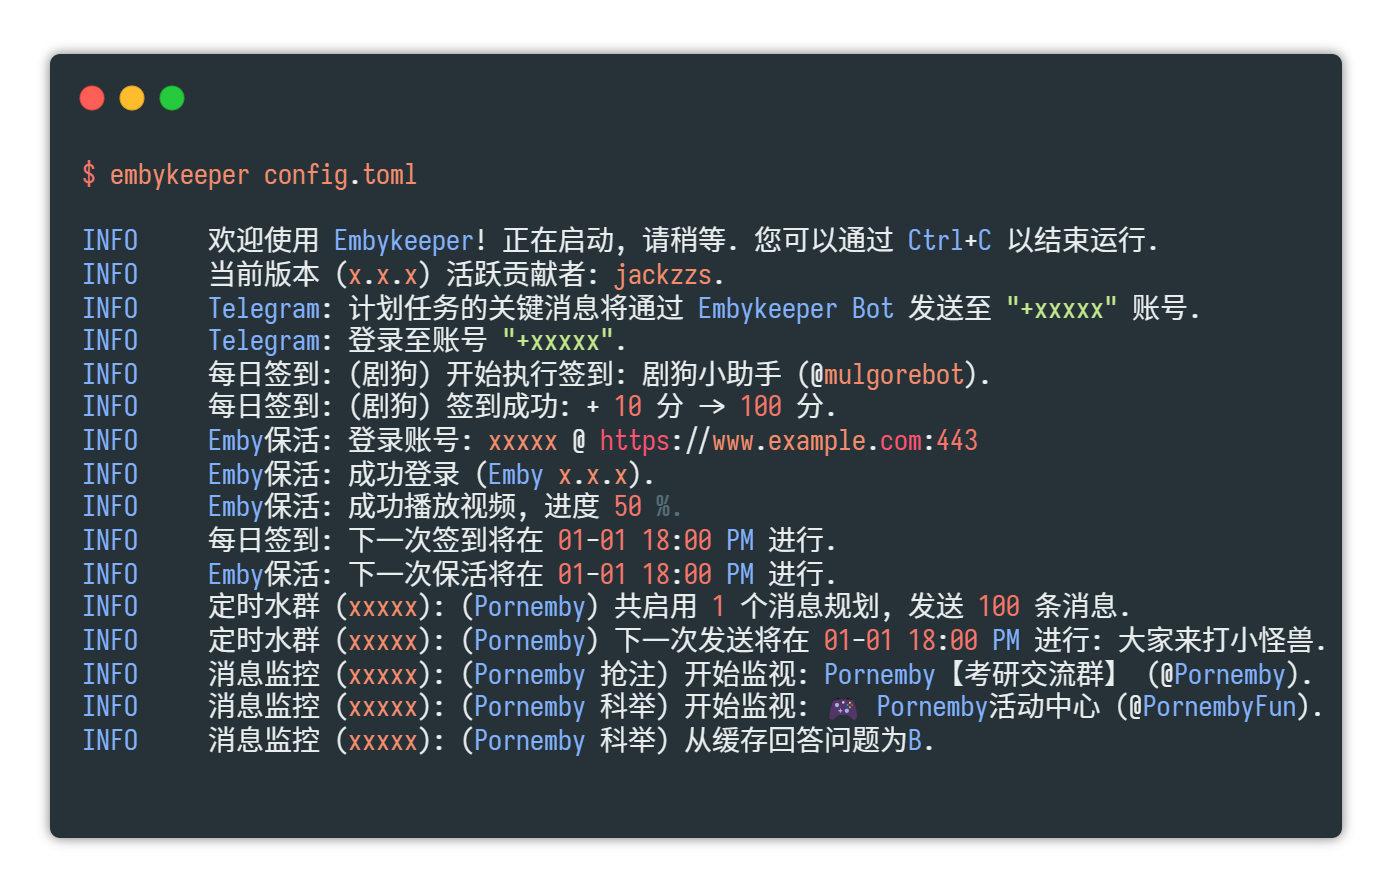 $ embykeeper config.toml
INFO 欢迎使用 Embykeeper! 正在启动, 请稍等. 您可以通过 Ctrl+C 以结束运行.
INFO 当前版本 (x.x.x) 活跃贡献者: jackzzs.
INFO Telegram: 计划任务的关键消息将通过 Embykeeper Bot 发送至 "+xxxxx" 账号.
INFO Telegram: 登录至账号 "+xxxxx".
INFO 每日签到: (剧狗) 开始执行签到: 剧狗小助手 (@mulgorebot).
INFO 每日签到: (剧狗) 签到成功: + 10 分 -> 100 分.
INFO Emby保活: 登录账号: xxxxx @ https://www.example.com:443
INFO Emby保活: 成功登录 (Emby x.x.x).
INFO Emby保活: 成功播放视频, 进度 50 %.
INFO 每日签到: 下一次签到将在 01-01 18:00 PM 进行.
INFO Emby保活: 下一次保活将在 01-01 18:00 PM 进行.
INFO 定时水群 (xxxxx): (Pornemby) 共启用 1 个消息规划, 发送 100 条消息.
INFO 定时水群 (xxxxx): (Pornemby) 下一次发送将在 01-01 18:00 PM 进行: 大家来打小怪兽.
INFO 消息监控 (xxxxx): (Pornemby 抢注) 开始监视: Pornemby【考研交流群】 (@Pornemby).
INFO 消息监控 (xxxxx): (Pornemby 科举) 开始监视: 🎮 Pornemby活动中心 (@PornembyFun).
INFO 消息监控 (xxxxx): (Pornemby 科举) 从缓存回答问题为B.